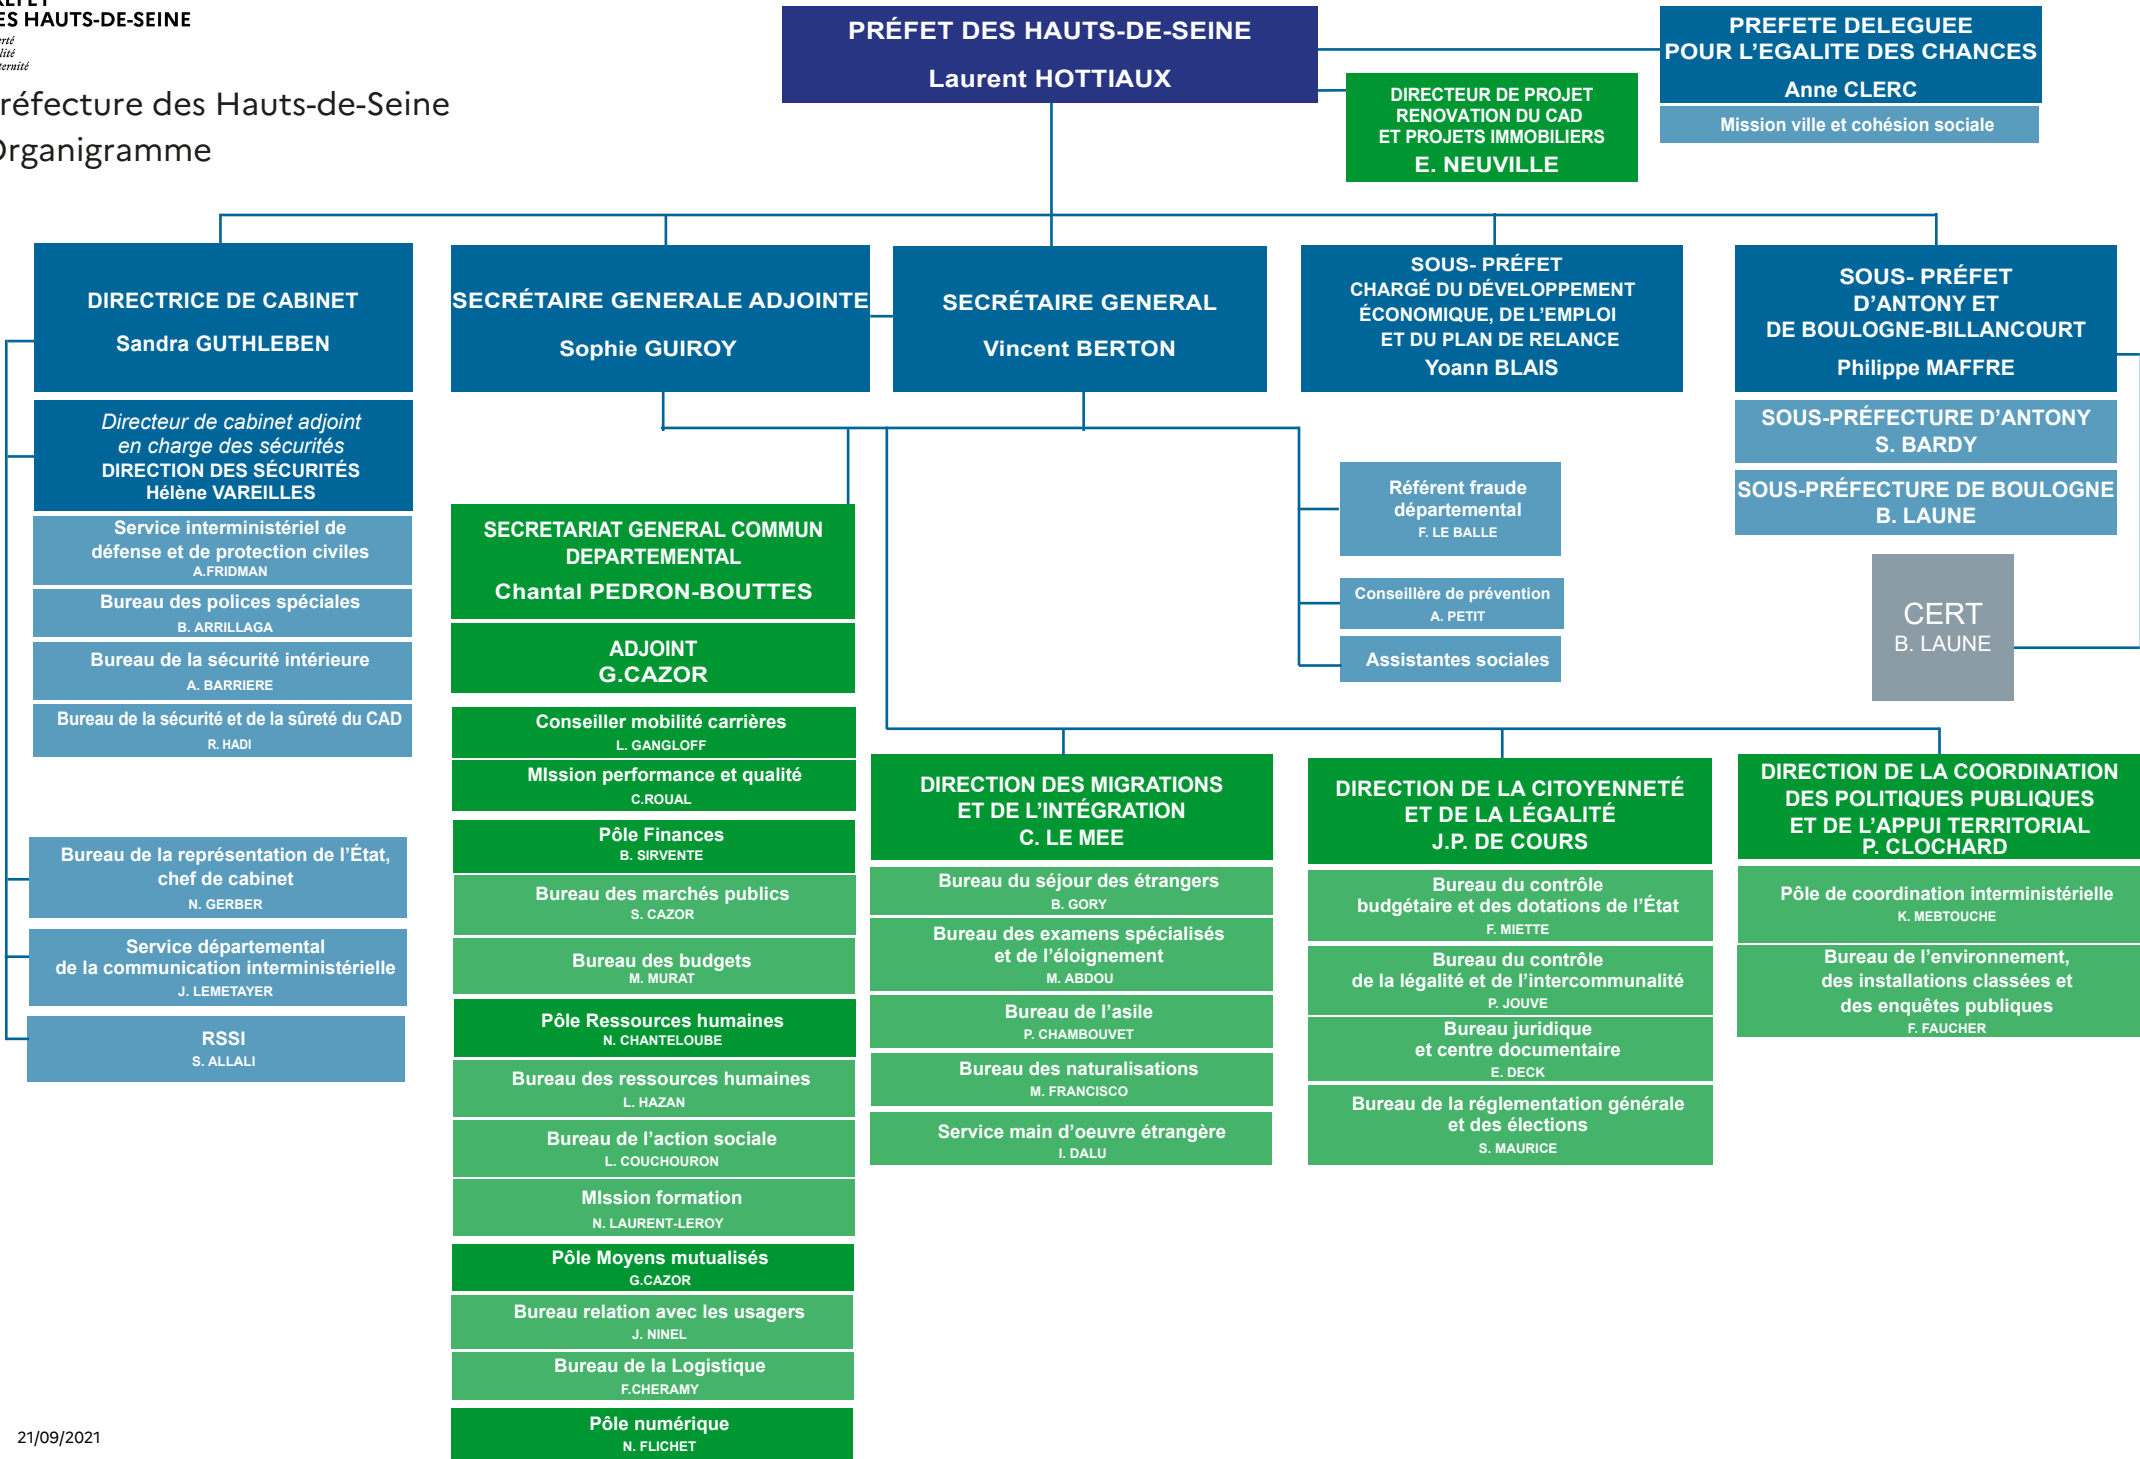 ES HAUTS-DE-SEINE
réfecture des Hauts-de-Seine
Organigramme
PRÉFET DES HAUTS-DE-SEINE
Laurent HOTTIAUX
PREFETE DELEGUEE
POUR L'EGALITE DES CHANCES
Anne CLERC
Mission ville et cohésion sociale
DIRECTEUR DE PROJET
RENOVATION DU CAD
ET PROJETS IMMOBILIERS
E. NEUVILLE
DIRECTRICE DE CABINET
Sandra GUTHLEBEN
SECRÉTAIRE GENERALE ADJOINTE
Sophie GUIROY
SECRÉTAIRE GENERAL
Vincent BERTON
SOUS- PRÉFET
CHARGÉ DU DÉVELOPPEMENT
ÉCONOMIQUE, DE L'EMPLOI
ET DU PLAN DE RELANCE
Yoann BLAIS
SOUS- PRÉFET
D'ANTONY ET
DE BOULOGNE-BILLANCOURT
Philippe MAFFRE
Directeur de cabinet adjoint
en charge des sécurités
DIRECTION DES SÉCURITÉS
Hélène VAREILLES
Service interministériel de
défense et de protection civiles
A.FRIDMAN
Bureau des polices spéciales
B. ARRILLAGA
Bureau de la sécurité intérieure
A. BARRIERE
Bureau de la sécurité et de la sûreté du CAD
R. HADI
Bureau de la représentation de l'État,
chef de cabinet
N. GERBER
Service départemental
de la communication interministérielle
J. LEMETAYER
RSSI
S. ALLALI
SECRETARIAT GENERAL COMMUN
DEPARTEMENTAL
Chantal PEDRON-BOUTTES
ADJOINT
G.CAZOR
Conseiller mobilité carrières
L. GANGLOFF
MIssion performance et qualité
C.ROUAL
Pôle Finances
B. SIRVENTE
Bureau des marchés publics
S. CAZOR
Bureau des budgets
M. MURAT
Pôle Ressources humaines
N. CHANTELOUBE
Bureau des ressources humaines
L. HAZAN
Bureau de l'action sociale
L. COUCHOURON
MIssion formation
N. LAURENT-LEROY
Pôle Moyens mutualisés
G.CAZOR
Bureau relation avec les usagers
J. NINEL
Bureau de la Logistique
F.CHERAMY
Pôle numérique
N. FLICHET
Référent fraude
départemental
F. LE BALLE
Conseillère de prévention
A. PETIT
Assistantes sociales
SOUS-PRÉFECTURE D'ANTONY
S. BARDY
SOUS-PRÉFECTURE DE BOULOGNE
B. LAUNE
CERT
B. LAUNE
DIRECTION DES MIGRATIONS
ET DE L'INTÉGRATION
C. LE MEE
Bureau du séjour des étrangers
B. GORY
Bureau des examens spécialisés
et de l'éloignement
M. ABDOU
Bureau de l'asile
P. CHAMBOUVET
Bureau des naturalisations
M. FRANCISCO
Service main d'oeuvre étrangère
I. DALU
DIRECTION DE LA CITOYENNETÉ
ET DE LA LÉGALITÉ
J.P. DE COURS
Bureau du contrôle
budgétaire et des dotations de l'État
F. MIETTE
Bureau du contrôle
de la légalité et de l'intercommunalité
P. JOUVE
Bureau juridique
et centre documentaire
E. DECK
Bureau de la réglementation générale
et des élections
S. MAURICE
DIRECTION DE LA COORDINATION
DES POLITIQUES PUBLIQUES
ET DE L'APPUI TERRITORIAL
P. CLOCHARD
Pôle de coordination interministérielle
K. MEBTOUCHE
Bureau de l'environnement,
des installations classées et
des enquêtes publiques
F. FAUCHER
21/09/2021